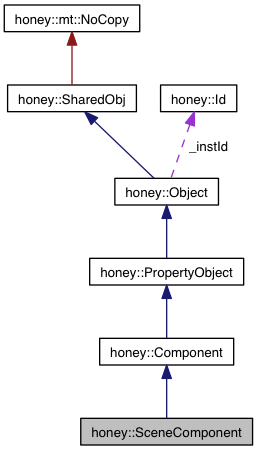 honey::mt::NoCopy
honey::SharedObj
honey::Id
_instId
honey::Object
honey::PropertyObject
honey::Component
honey::SceneComponent